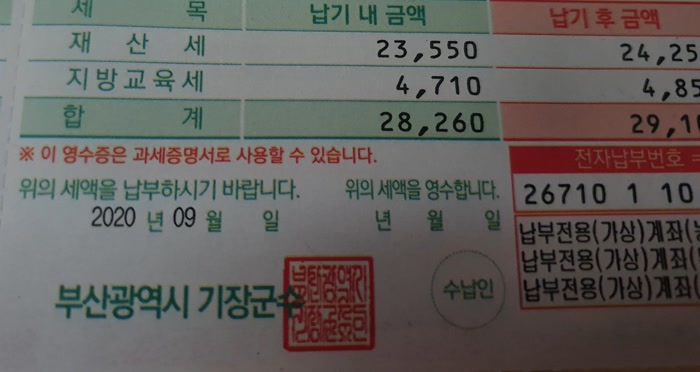 세 목 납기 내 금액 납기 후 금액
재 산 세 23,550 24,25
지방교육세 4,710 4,85
합 계 28,260 29,1
※ 이 영수증은 과세증명서로 사용할 수 있습니다.
전자납부번호
위의 세액을 납부하시기 바랍니다. 위의 세액을 영수합니다.
26710 1 10
2020 년 09 월 일 년 월 일
납부전용(가상)계좌(
납부전용(가상)계좌(
납부전용(가상)계좌(
부산광역시 기장군수
수납인